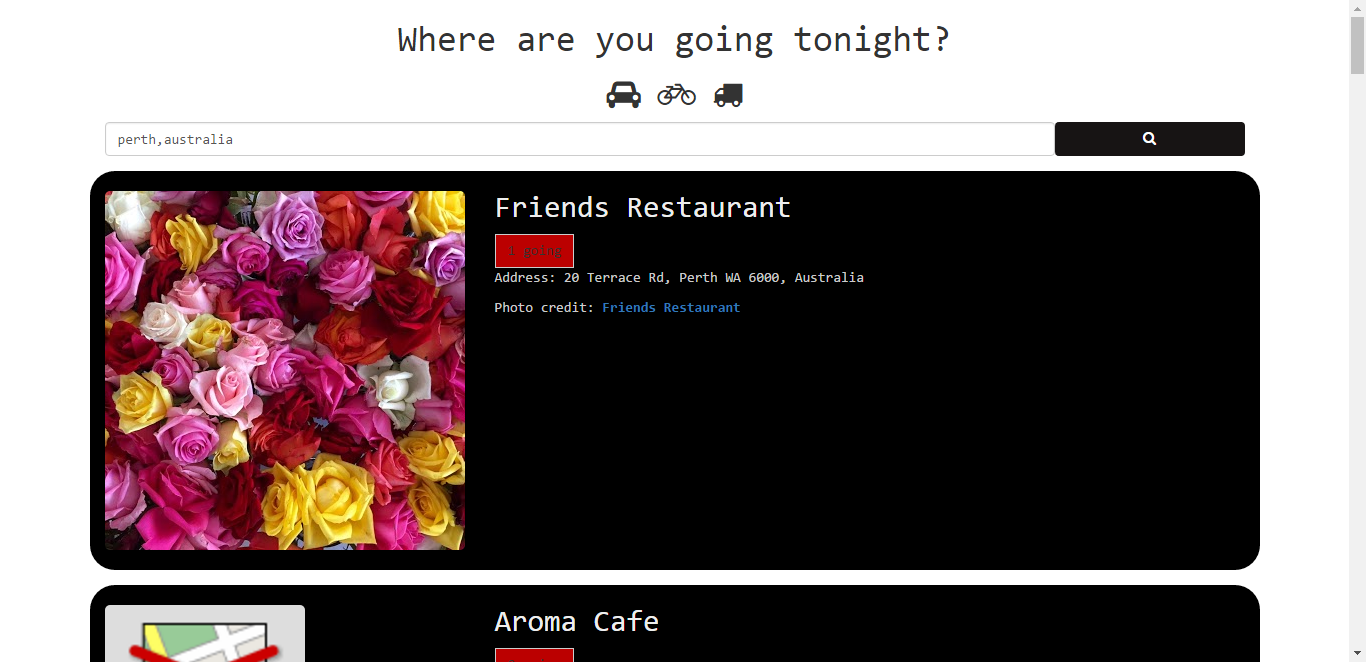 Where are you going tonight?
perth,australia
Friends Restaurant
1 going
Address: 20 Terrace Rd, Perth WA 6000, Australia
Photo credit: Friends Restaurant
Aroma Cafe